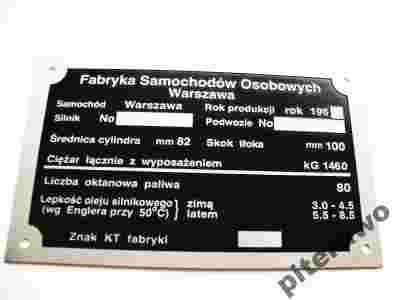 Fabryka Samochodów Osobowych
Warszawa
Samochód Warszawa Rok produkcji rok 196
Silnik No Podwozie No
Średnica cylindra mm 82 Skok tłoka mm 100
Ciężar łącznie z wyposażeniem kG 1460
Liczba oktanowa paliwa 80
Lepkość oleju silnikowego } zimą 3.0 - 4.5
(wg Englera przy 50°C) } latem 5.5 - 8.5
Znak KT fabryki